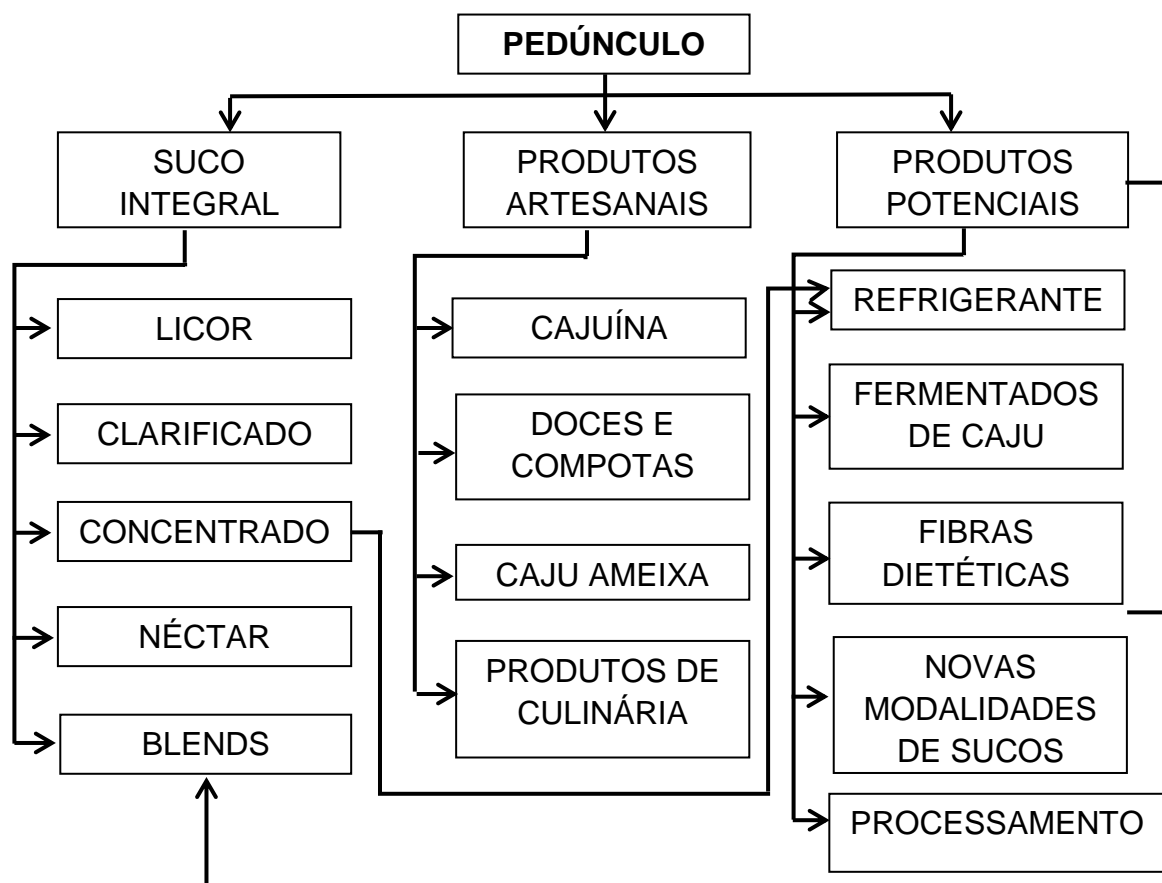 PEDÚNCULO
SUCO
INTEGRAL
PRODUTOS
ARTESANAIS
PRODUTOS
POTENCIAIS
LICOR
CLARIFICADO
CONCENTRADO
NÉCTAR
BLENDS
CAJUÍNA
DOCES E
COMPOTAS
CAJU AMEIXA
PRODUTOS DE
CULINÁRIA
REFRIGERANTE
FERMENTADOS
DE CAJU
FIBRAS
DIETÉTICAS
NOVAS
MODALIDADES
DE SUCOS
PROCESSAMENTO